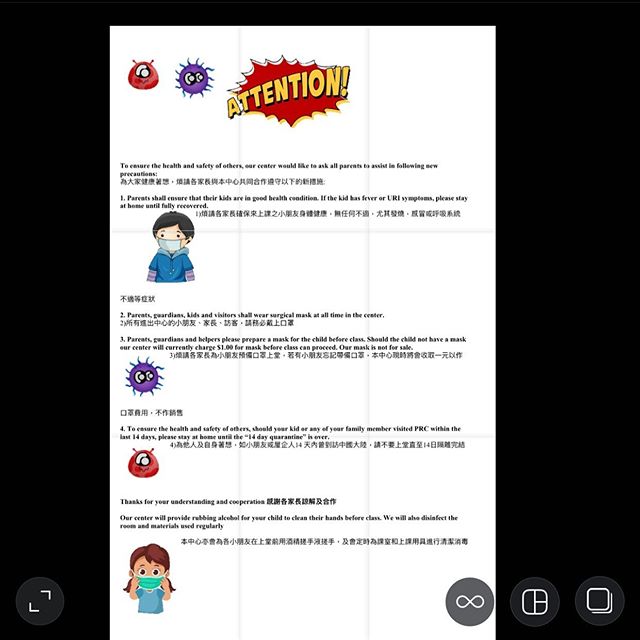 ATTENTION!
To ensure the health and safety of others, our center would like to ask all parents to assist in following new
precautions:
為大家健康著想，煩請各家長與本中心共同合作遵守以下的新措施:
1. Parents shall ensure that their kids are in good health condition. If the kid has fever or URI symptoms, please stay
at home until fully recovered.
1)煩請各家長確保來上課之小朋友身體健康，無任何不適，尤其發燒，感冒或呼吸系統
不適等症狀
2. Parents, guardians, kids and visitors shall wear surgical mask at all time in the center.
2)所有進出中心的小朋友、家長、訪客，請務必戴上口罩
3. Parents, guardians and helpers please prepare a mask for the child before class. Should the child not have a mask
our center will currently charge $1.00 for mask before class can proceed. Our mask is not for sale.
3)煩請各家長為小朋友預備口罩上堂，若有小朋友忘記帶備口罩，本中心現時將會收取一元以作
口罩費用，不作銷售
4. To ensure the health and safety of others, should your kid or any of your family member visited PRC within the
last 14 days, please stay at home until the “14 day quarantine” is over.
4)為他人及自身著想，如小朋友或屋企人14 天內曾到訪中國大陸，請不要上堂直至14日隔離完結
Thanks for your understanding and cooperation 感謝各家長諒解及合作
Our center will provide rubbing alcohol for your child to clean their hands before class. We will also disinfect the
room and materials used regularly
本中心亦會為各小朋友在上堂前用酒精搓手液搓手，及會定時為課室和上課用具進行清潔消毒